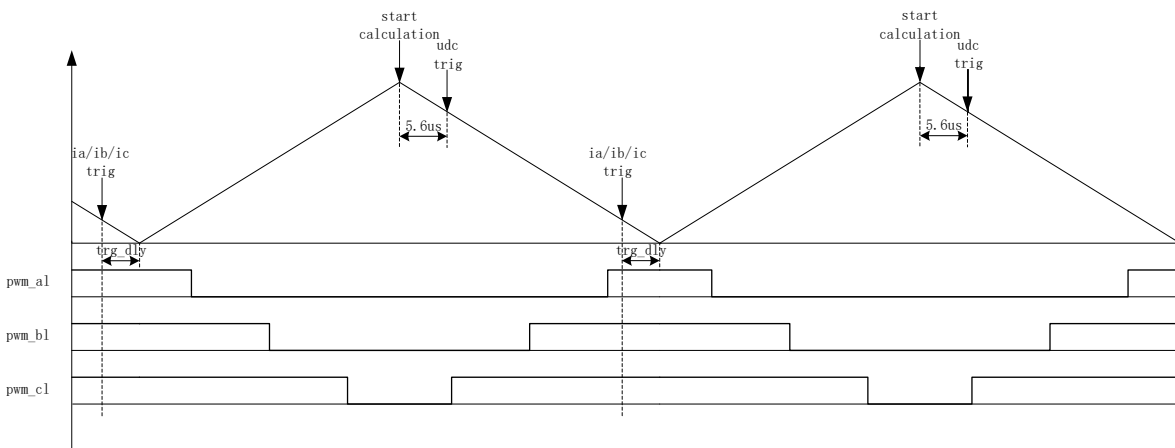 start
calculation
udc
trig
5.6us
ia/ib/ic
trig
trg_dly
start
calculation
udc
trig
5.6us
ia/ib/ic
trig
trg_dly
pwm_al
pwm_bl
pwm_cl